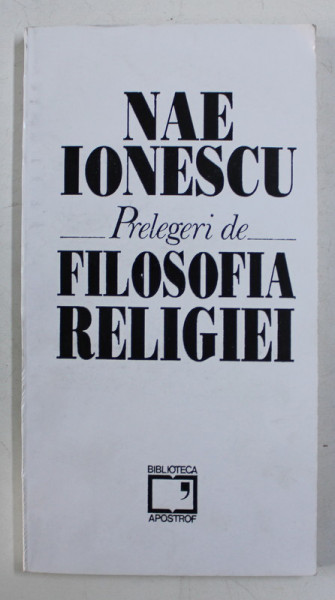 NAE
IONESCU
Prelegeri de
FILOSOFIA
RELIGIEI
BIBLIOTECA
APOSTROF